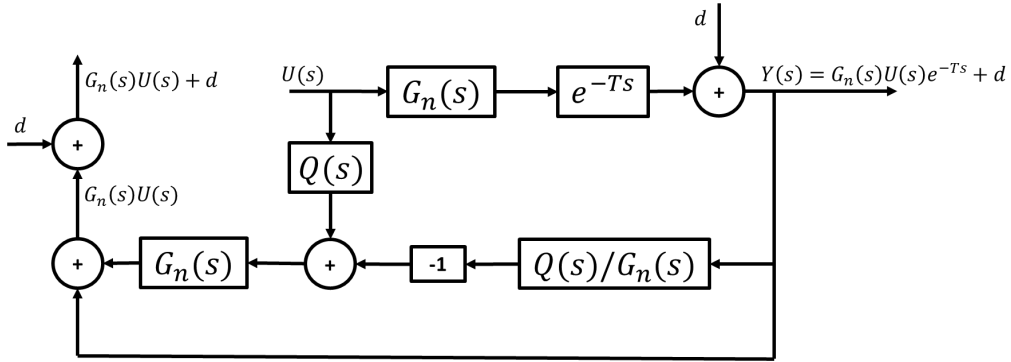 d
G_n(s)U(s) + d
U(s)
G_n(s)
e^{-Ts}
+
Y(s) = G_n(s)U(s)e^{-Ts} + d
d
+
Q(s)
G_n(s)U(s)
+
G_n(s)
+
-1
Q(s)/G_n(s)